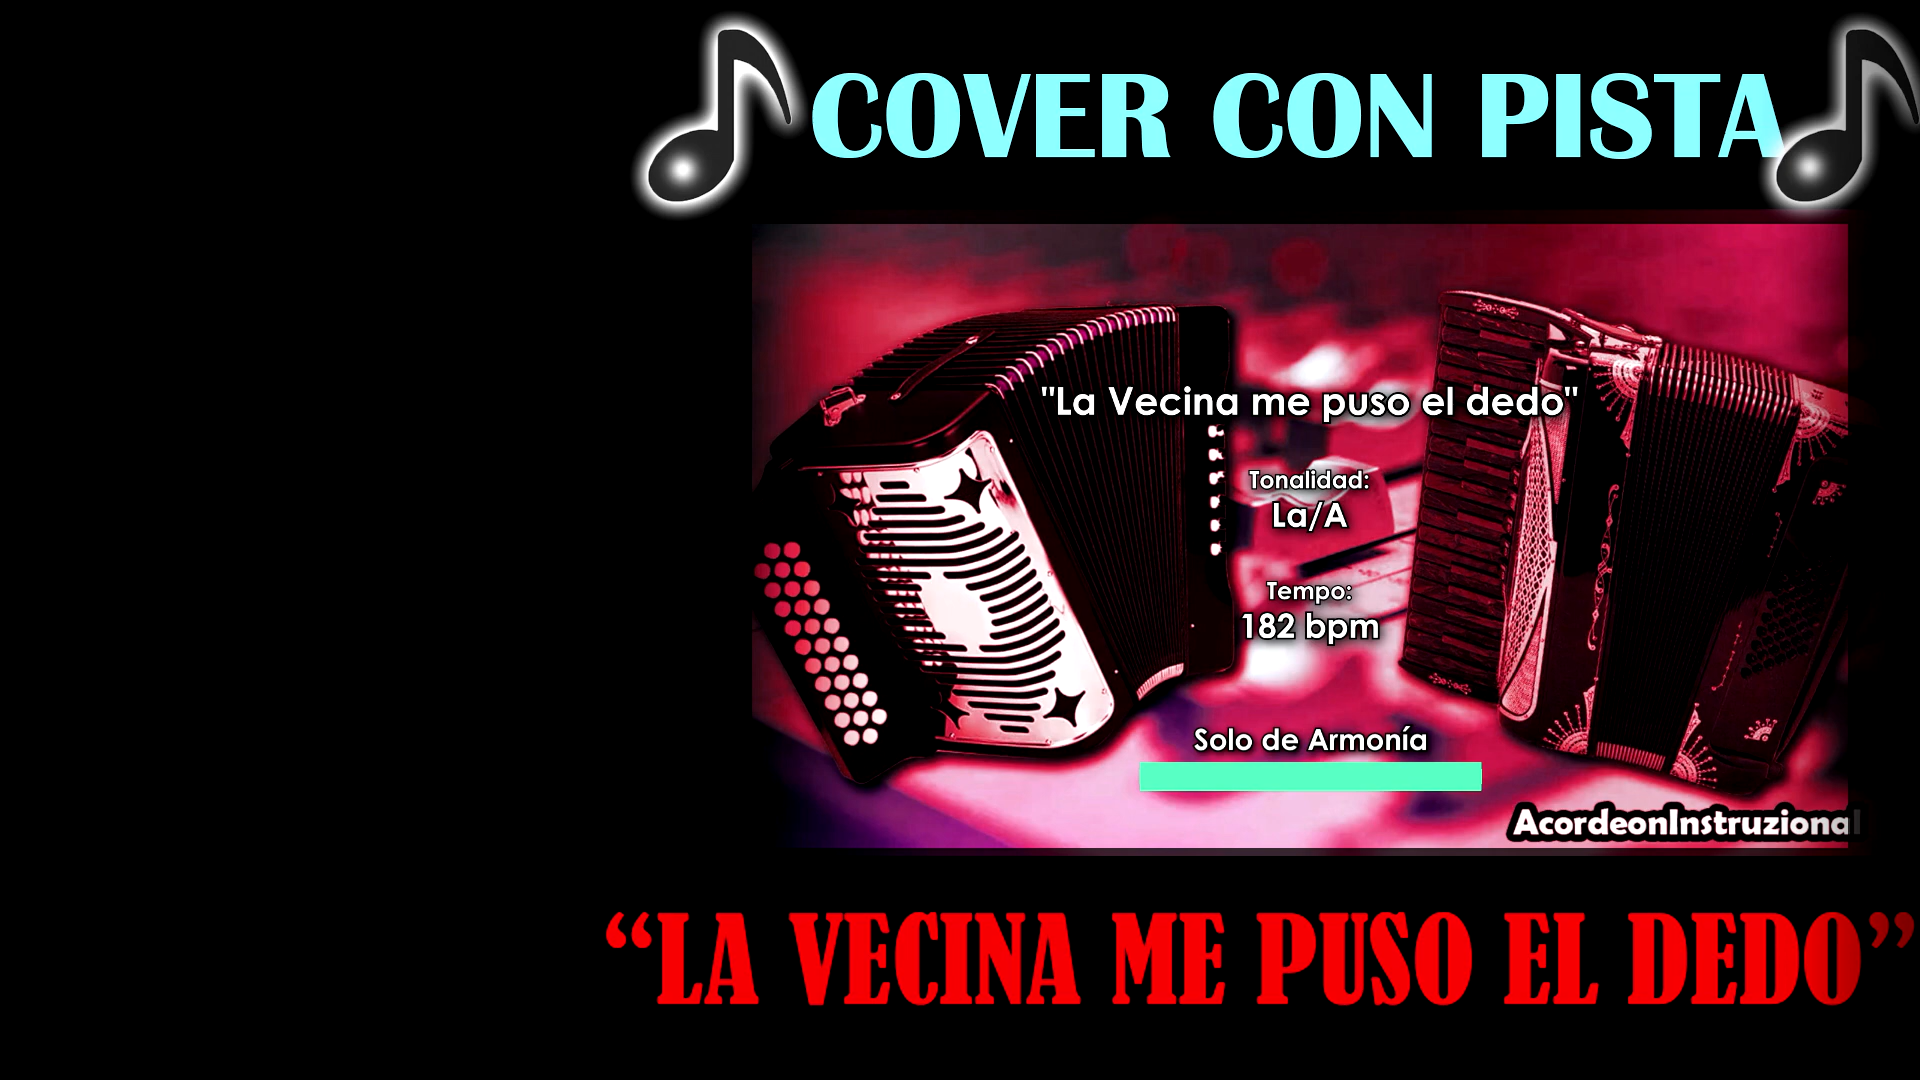 COVER CON PISTA
"La Vecina me puso el dedo"
Tonalidad:
La/A
Tempo:
182 bpm
Solo de Armonía
AcordeonInstruzional
“LA VECINA ME PUSO EL DEDO”